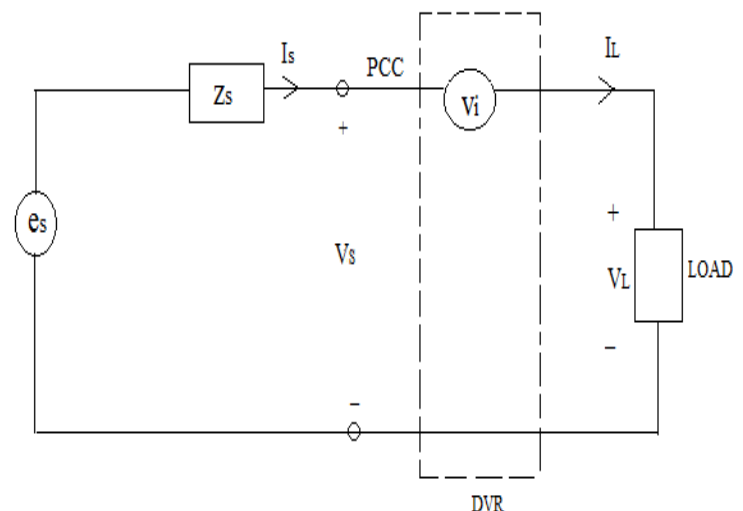 Is
PCC
IL
Zs
vi
+
es
+
Vs
VL
LOAD
−
−
DVR